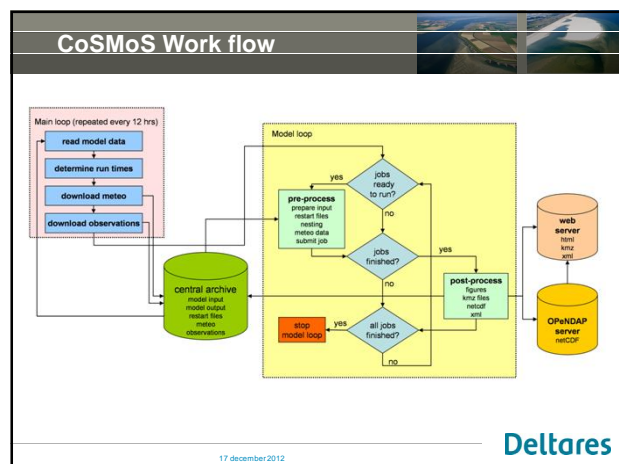 CoSMoS Work flow
Main loop (repeated every 12 hrs)
read model data
determine run times
download meteo
download observations
central archive
model input
model output
restart files
meteo
observations
Model loop
jobs
ready
to run?
yes
no
pre-process
prepare input
restart files
nesting
meteo data
submit job
jobs
finished?
yes
no
post-process
figures
kmz files
netcdf
xml
all jobs
finished?
yes
no
stop
model loop
web
server
html
kmz
xml
OPeNDAP
server
netCDF
17 december 2012
Deltares